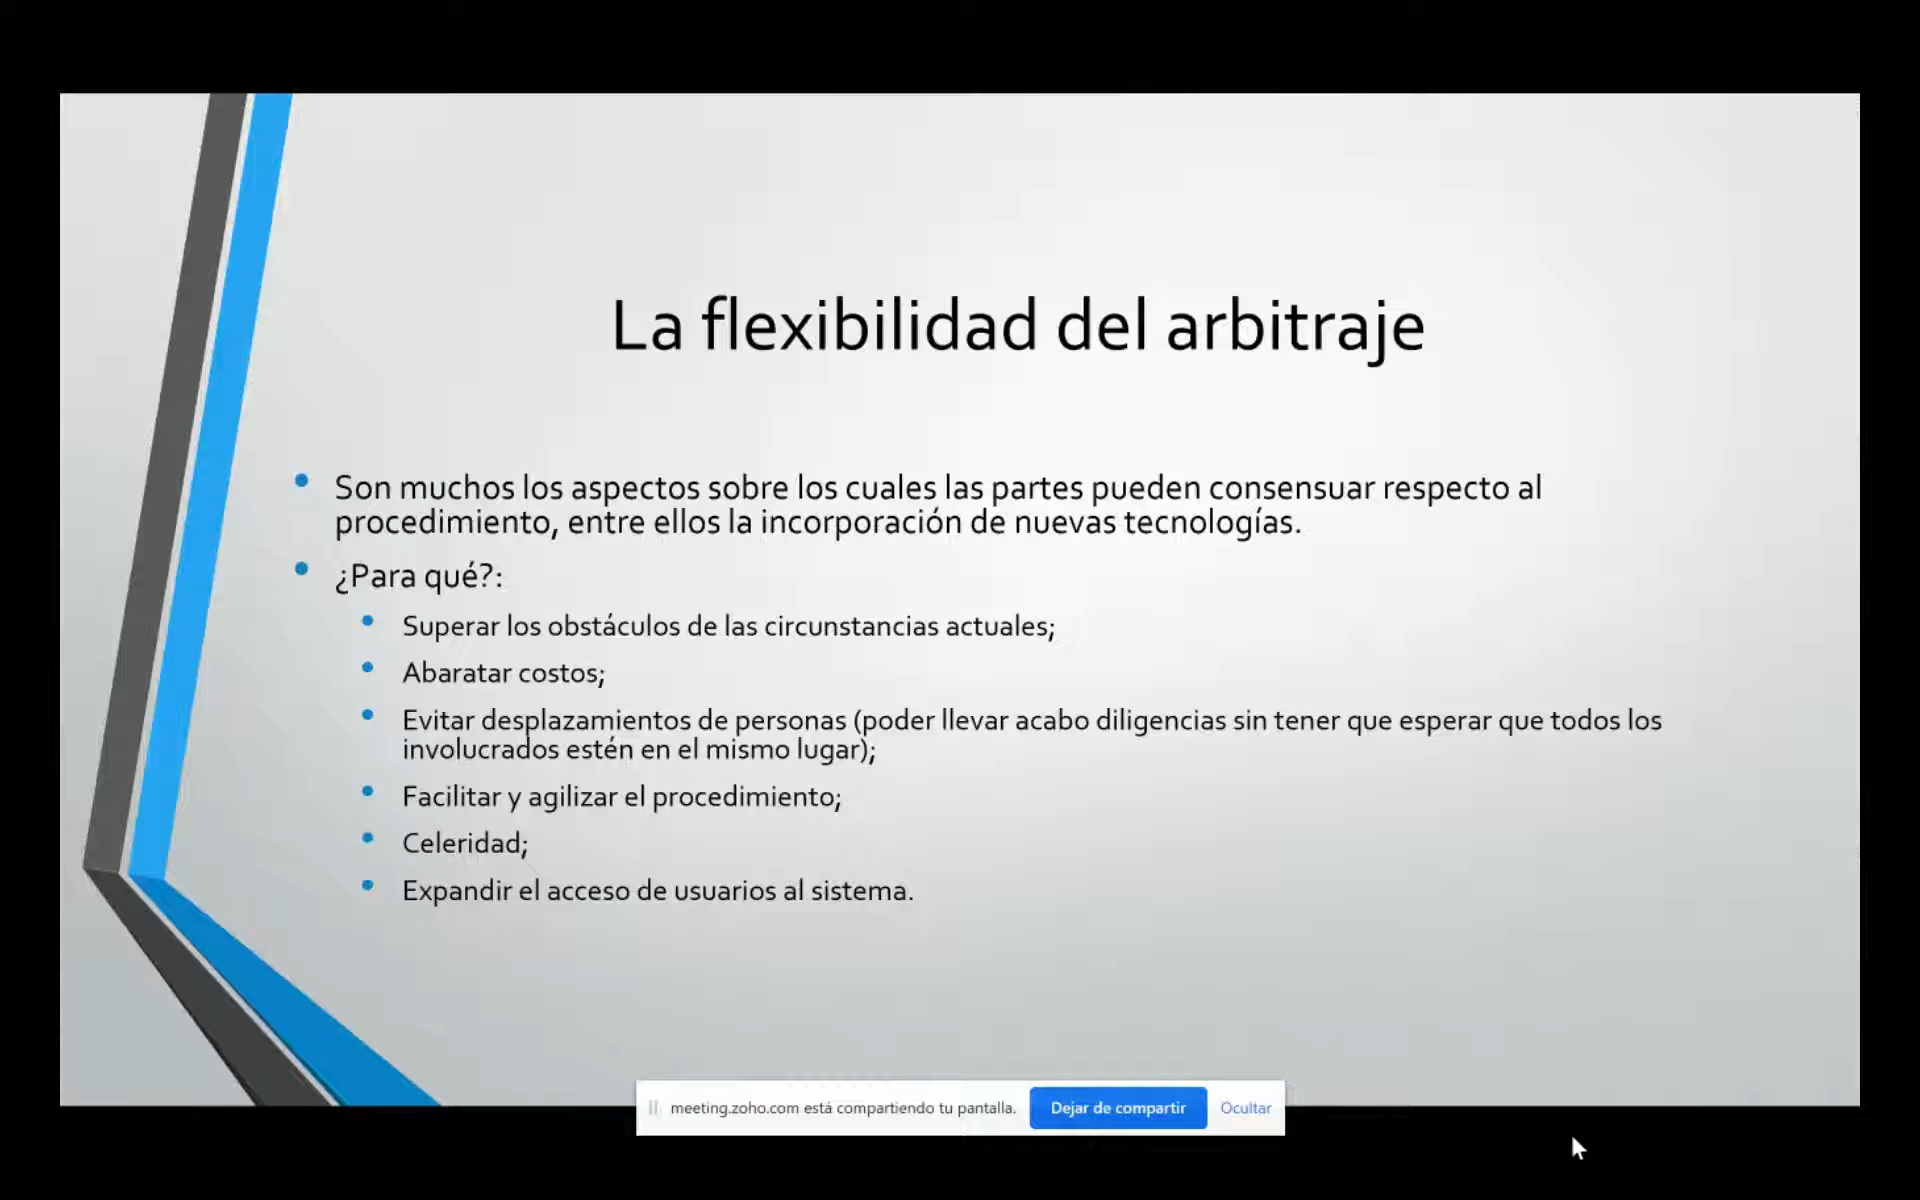 La flexibilidad del arbitraje
• Son muchos los aspectos sobre los cuales las partes pueden consensuar respecto al
procedimiento, entre ellos la incorporación de nuevas tecnologías.
• ¿Para qué?:
• Superar los obstáculos de las circunstancias actuales;
• Abaratar costos;
• Evitar desplazamientos de personas (poder llevar acabo diligencias sin tener que esperar que todos los
involucrados estén en el mismo lugar);
• Facilitar y agilizar el procedimiento;
• Celeridad;
• Expandir el acceso de usuarios al sistema.
meeting.zoho.com está compartiendo tu pantalla. Dejar de compartir Ocultar